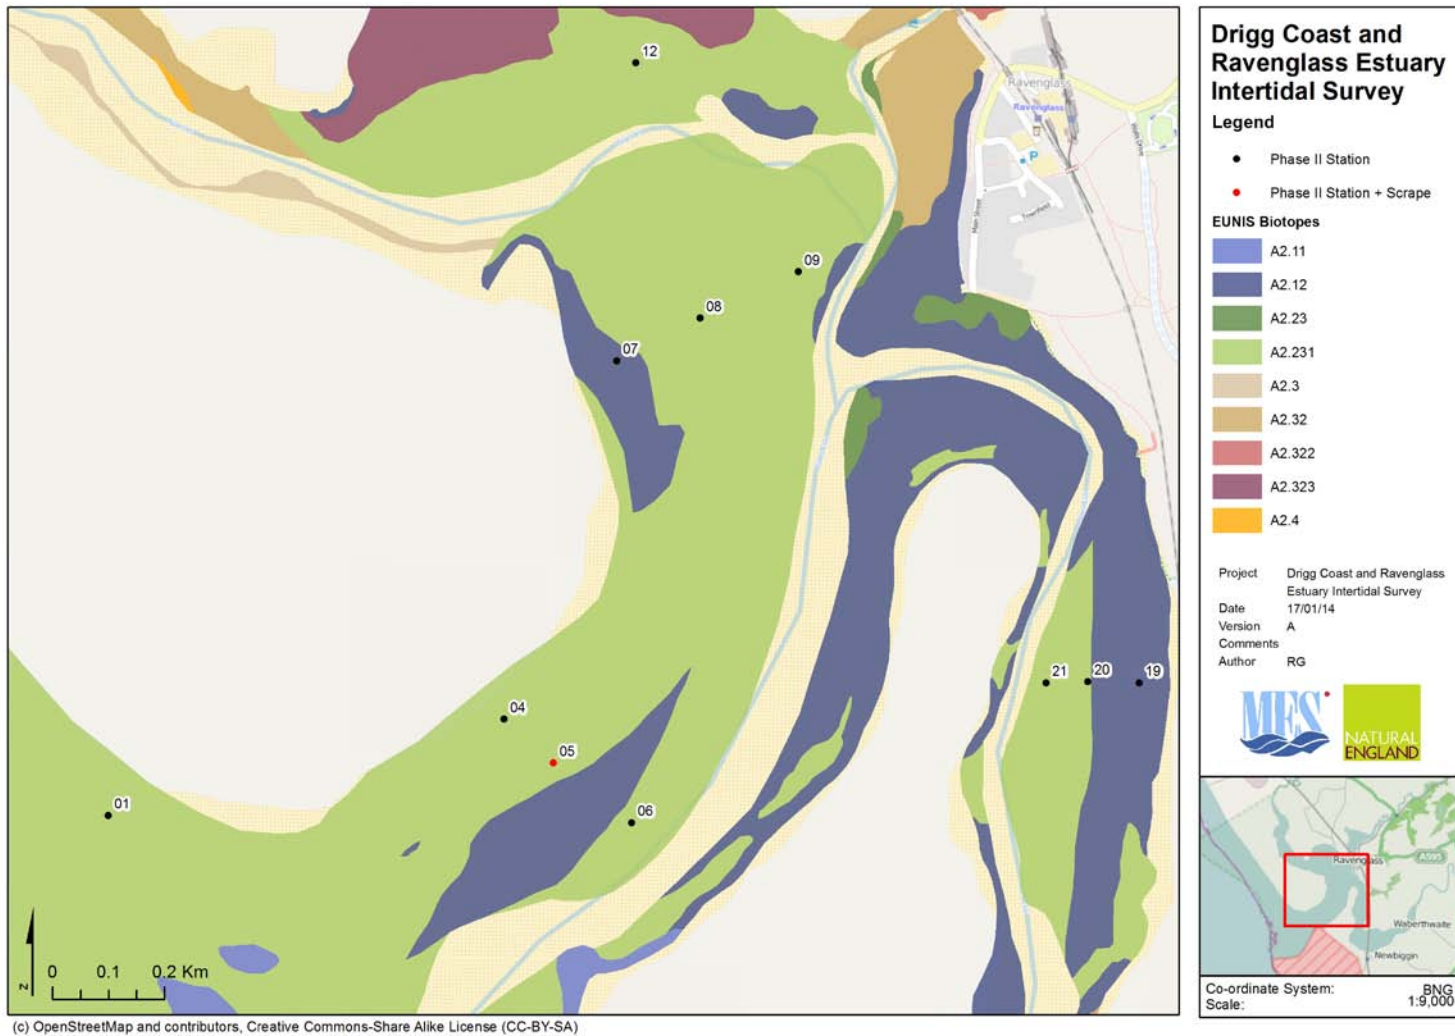 12
Ravenglass
Ravenglass
P
Main Street
09
08
07
04
05
06
01
21
20
19
0 0.1 0.2 Km
z
(c) OpenStreetMap and contributors, Creative Commons-Share Alike License (CC-BY-SA)
Drigg Coast and
Ravenglass Estuary
Intertidal Survey
Legend
Phase II Station
Phase II Station + Scrape
EUNIS Biotopes
A2.11
A2.12
A2.23
A2.231
A2.3
A2.32
A2.322
A2.323
A2.4
Project Drigg Coast and Ravenglass
Estuary Intertidal Survey
Date 17/01/14
Version A
Comments
Author RG
MES
NATURAL
ENGLAND
Ravenglass
A595
Waberthwaite
Newbiggin
Co-ordinate System: BNG
Scale: 1:9,000